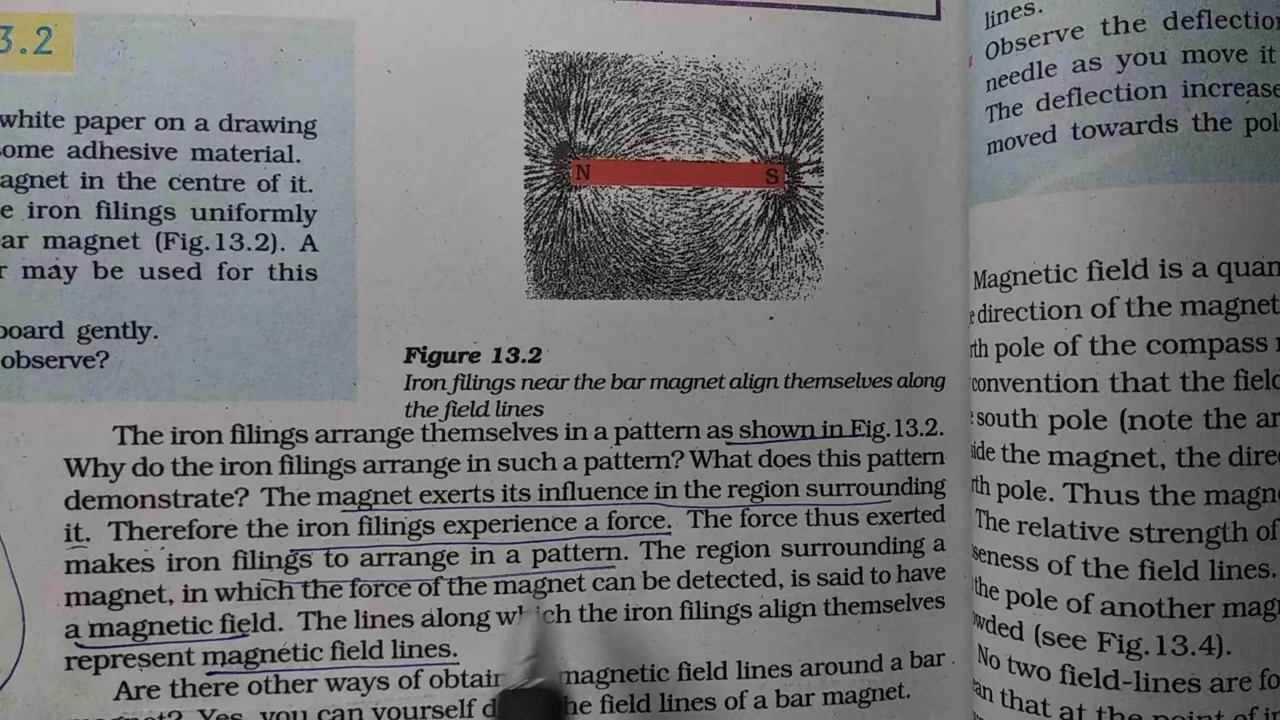 3.2
white paper on a drawing
some adhesive material.
agnet in the centre of it.
e iron filings uniformly
ar magnet (Fig.13.2). A
r may be used for this
board gently.
observe?
N
S
Figure 13.2
Iron filings near the bar magnet align themselves along
the field lines
The iron filings arrange themselves in a pattern as shown in Fig.13.2.
Why do the iron filings arrange in such a pattern? What does this pattern
demonstrate? The magnet exerts its influence in the region surrounding
it. Therefore the iron filings experience a force. The force thus exerted
makes iron filings to arrange in a pattern. The region surrounding a
magnet, in which the force of the magnet can be detected, is said to have
a magnetic field. The lines along which the iron filings align themselves
represent magnetic field lines.
Are there other ways of obtain magnetic field lines around a bar
Yes, you can yourself d he field lines of a bar magnet.
lines.
Observe the deflectio
needle as you move it
The deflection increase
moved towards the pol
Magnetic field is a quan
direction of the magnet
rth pole of the compass
convention that the field
south pole (note the ar
side the magnet, the dire
rth pole. Thus the magn
The relative strength of
seness of the field lines.
the pole of another mag
wded (see Fig.13.4).
No two field-lines are fo
an that at the point of in